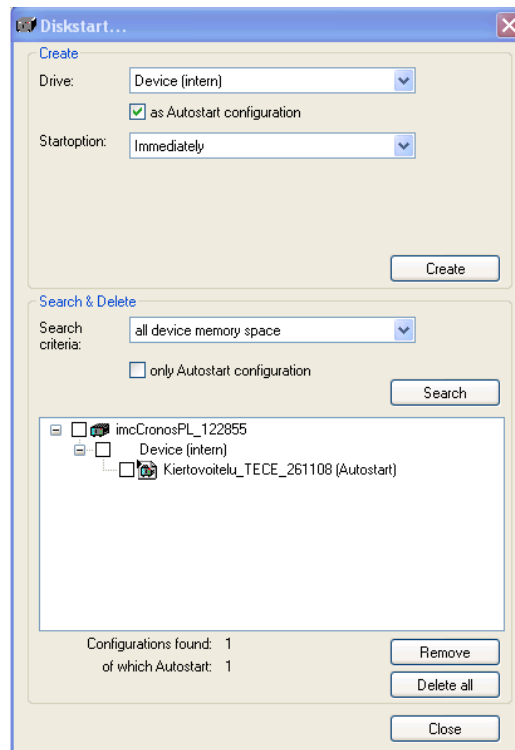 Diskstart...
Create
Drive: Device (intern)
as Autostart configuration
Startoption: Immediately
Create
Search & Delete
Search criteria: all device memory space
only Autostart configuration
Search
imcCronosPL_122855
Device (intern)
Kiertovoitelu_TECE_261108 (Autostart)
Configurations found: 1
of which Autostart: 1
Remove
Delete all
Close